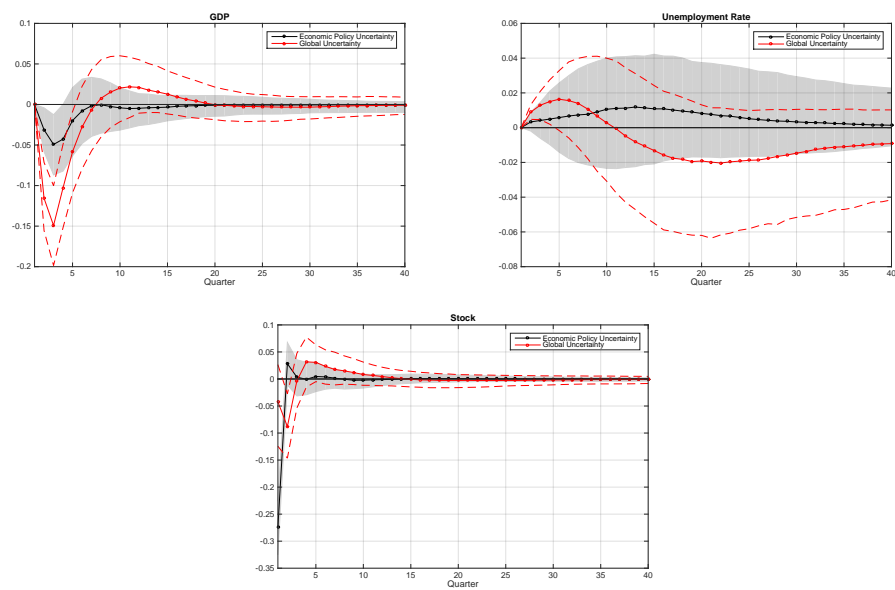 GDP
Economic Policy Uncertainty
Global Uncertainty
0.1
0.05
0
-0.05
-0.1
-0.15
-0.2
5 10 15 20 25 30 35 40
Quarter
Unemployment Rate
Economic Policy Uncertainty
Global Uncertainty
0.06
0.04
0.02
0
-0.02
-0.04
-0.06
-0.08
5 10 15 20 25 30 35 40
Quarter
Stock
Economic Policy Uncertainty
Global Uncertainty
0.1
0.05
0
-0.05
-0.1
-0.15
-0.2
-0.25
-0.3
-0.35
5 10 15 20 25 30 35 40
Quarter